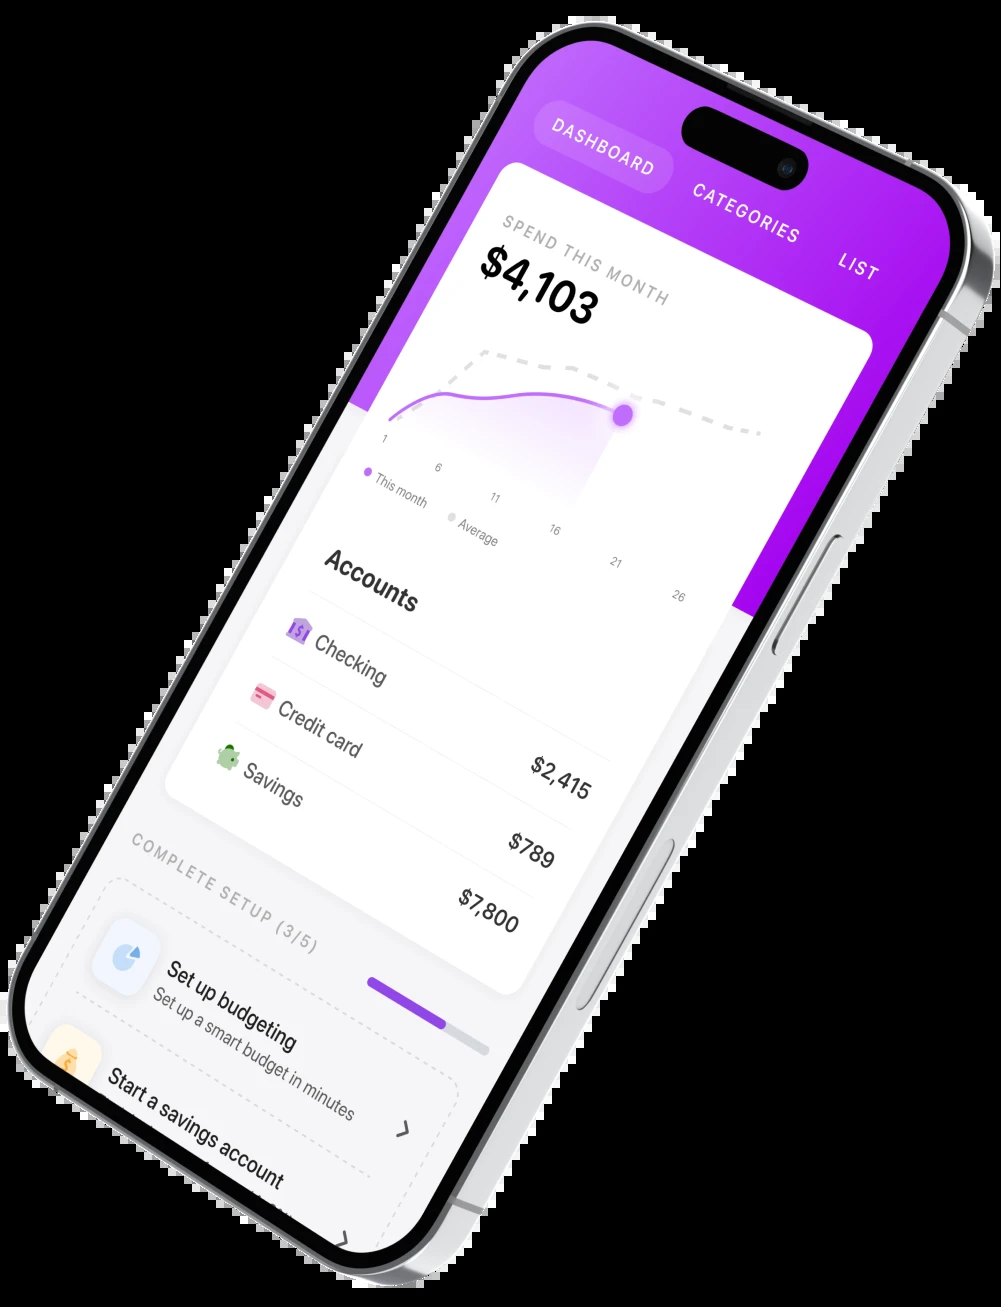 DASHBOARD
CATEGORIES
LIST
SPEND THIS MONTH
$4,103
1
6
11
16
21
26
This month
Average
Accounts
Checking
$2,415
Credit card
$789
Savings
$7,800
COMPLETE SETUP (3/5)
Set up budgeting
Set up a smart budget in minutes
Start a savings account